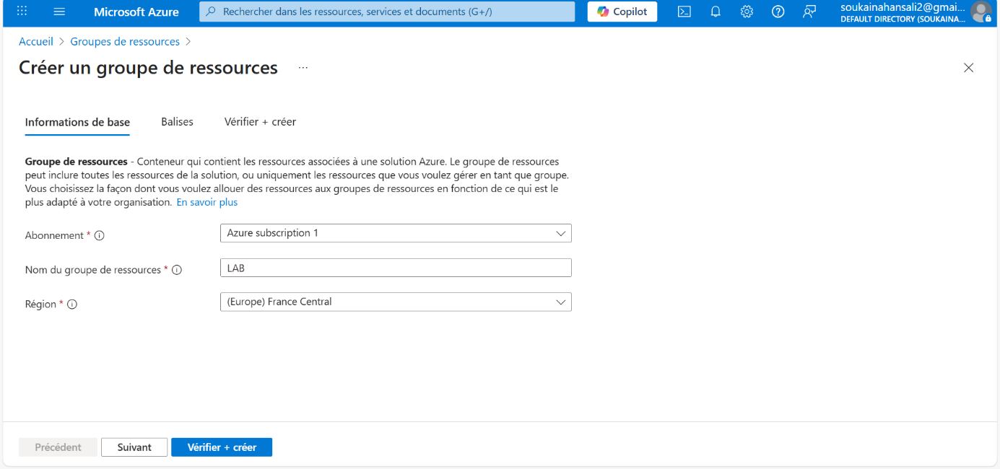 Microsoft Azure
Rechercher dans les ressources, services et documents (G+/)
Copilot
soukainahansali2@gmai...
DEFAULT DIRECTORY (SOUKAINA...
Accueil > Groupes de ressources >
Créer un groupe de ressources ...
Informations de base
Balises
Vérifier + créer
Groupe de ressources - Conteneur qui contient les ressources associées à une solution Azure. Le groupe de ressources
peut inclure toutes les ressources de la solution, ou uniquement les ressources que vous voulez gérer en tant que groupe.
Vous choisissez la façon dont vous voulez allouer des ressources aux groupes de ressources en fonction de ce qui est le
plus adapté à votre organisation. En savoir plus
Abonnement *
Azure subscription 1
Nom du groupe de ressources *
LAB
Région *
(Europe) France Central
Précédent
Suivant
Vérifier + créer